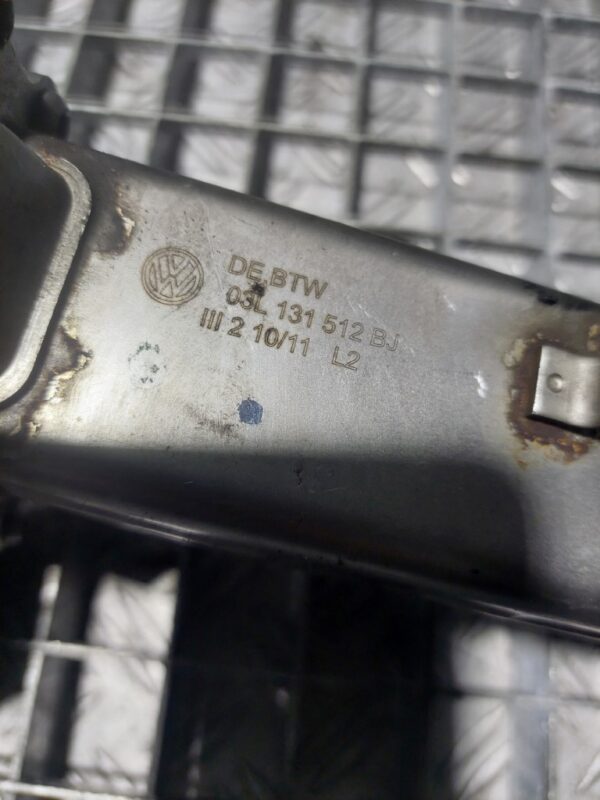 DE,BTW
03L 131 512 BJ
III 2 10/11 L2